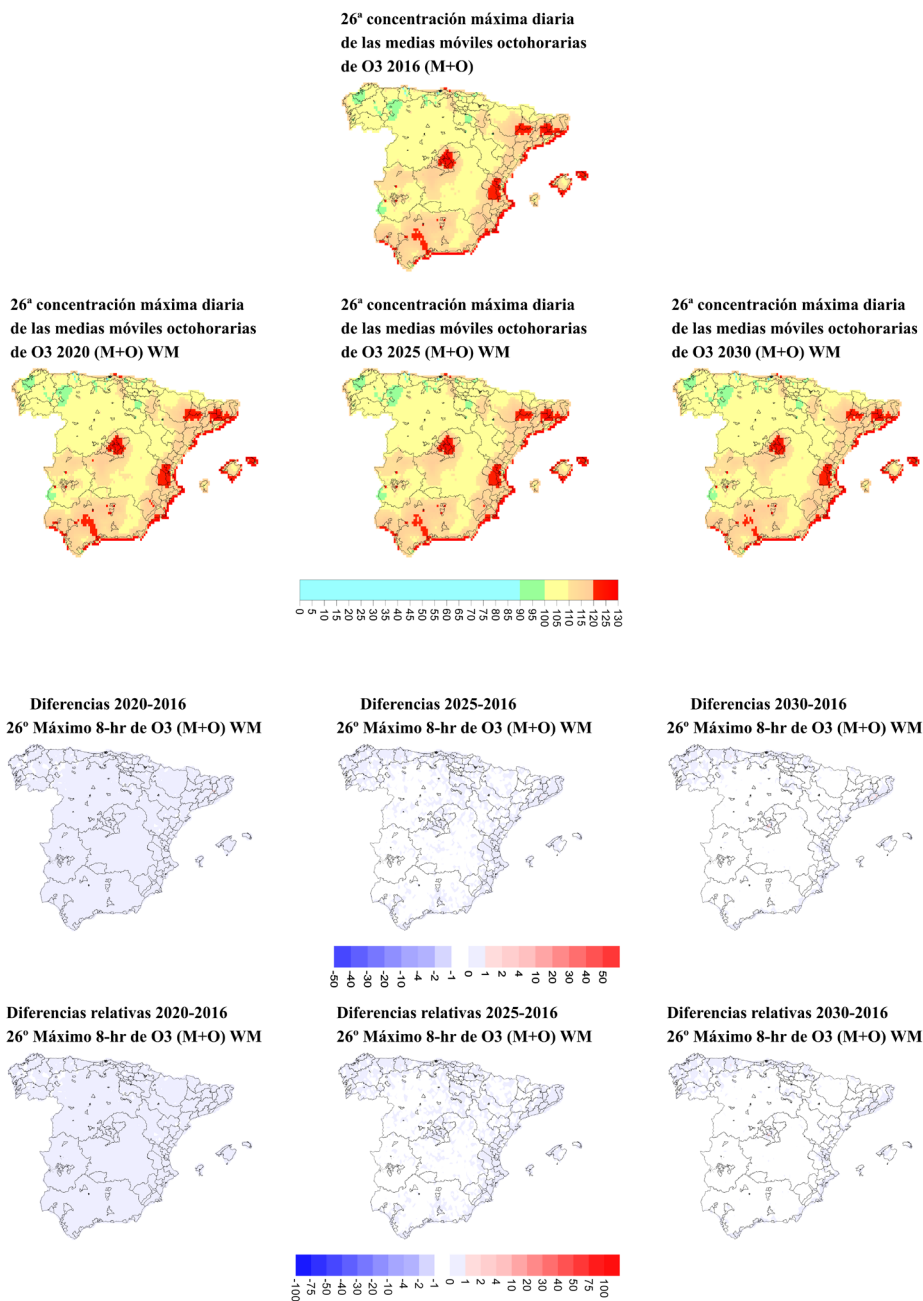 26ª concentración máxima diaria
de las medias móviles octohorarias
de O3 2016 (M+O)
26ª concentración máxima diaria
de las medias móviles octohorarias
de O3 2020 (M+O) WM
26ª concentración máxima diaria
de las medias móviles octohorarias
de O3 2025 (M+O) WM
26ª concentración máxima diaria
de las medias móviles octohorarias
de O3 2030 (M+O) WM
0 5 10 15 20 25 30 35 40 45 50 55 60 65 70 75 80 85 90 95 100 105 110 115 120 125 130
Diferencias 2020-2016
26º Máximo 8-hr de O3 (M+O) WM
Diferencias 2025-2016
26º Máximo 8-hr de O3 (M+O) WM
Diferencias 2030-2016
26º Máximo 8-hr de O3 (M+O) WM
-50 -40 -30 -20 -10 -4 -2 -1 0 1 2 4 10 20 30 40 50
Diferencias relativas 2020-2016
26º Máximo 8-hr de O3 (M+O) WM
Diferencias relativas 2025-2016
26º Máximo 8-hr de O3 (M+O) WM
Diferencias relativas 2030-2016
26º Máximo 8-hr de O3 (M+O) WM
-100 -75 -50 -40 -30 -20 -10 -4 -2 -1 0 1 2 4 10 20 30 40 50 75 100